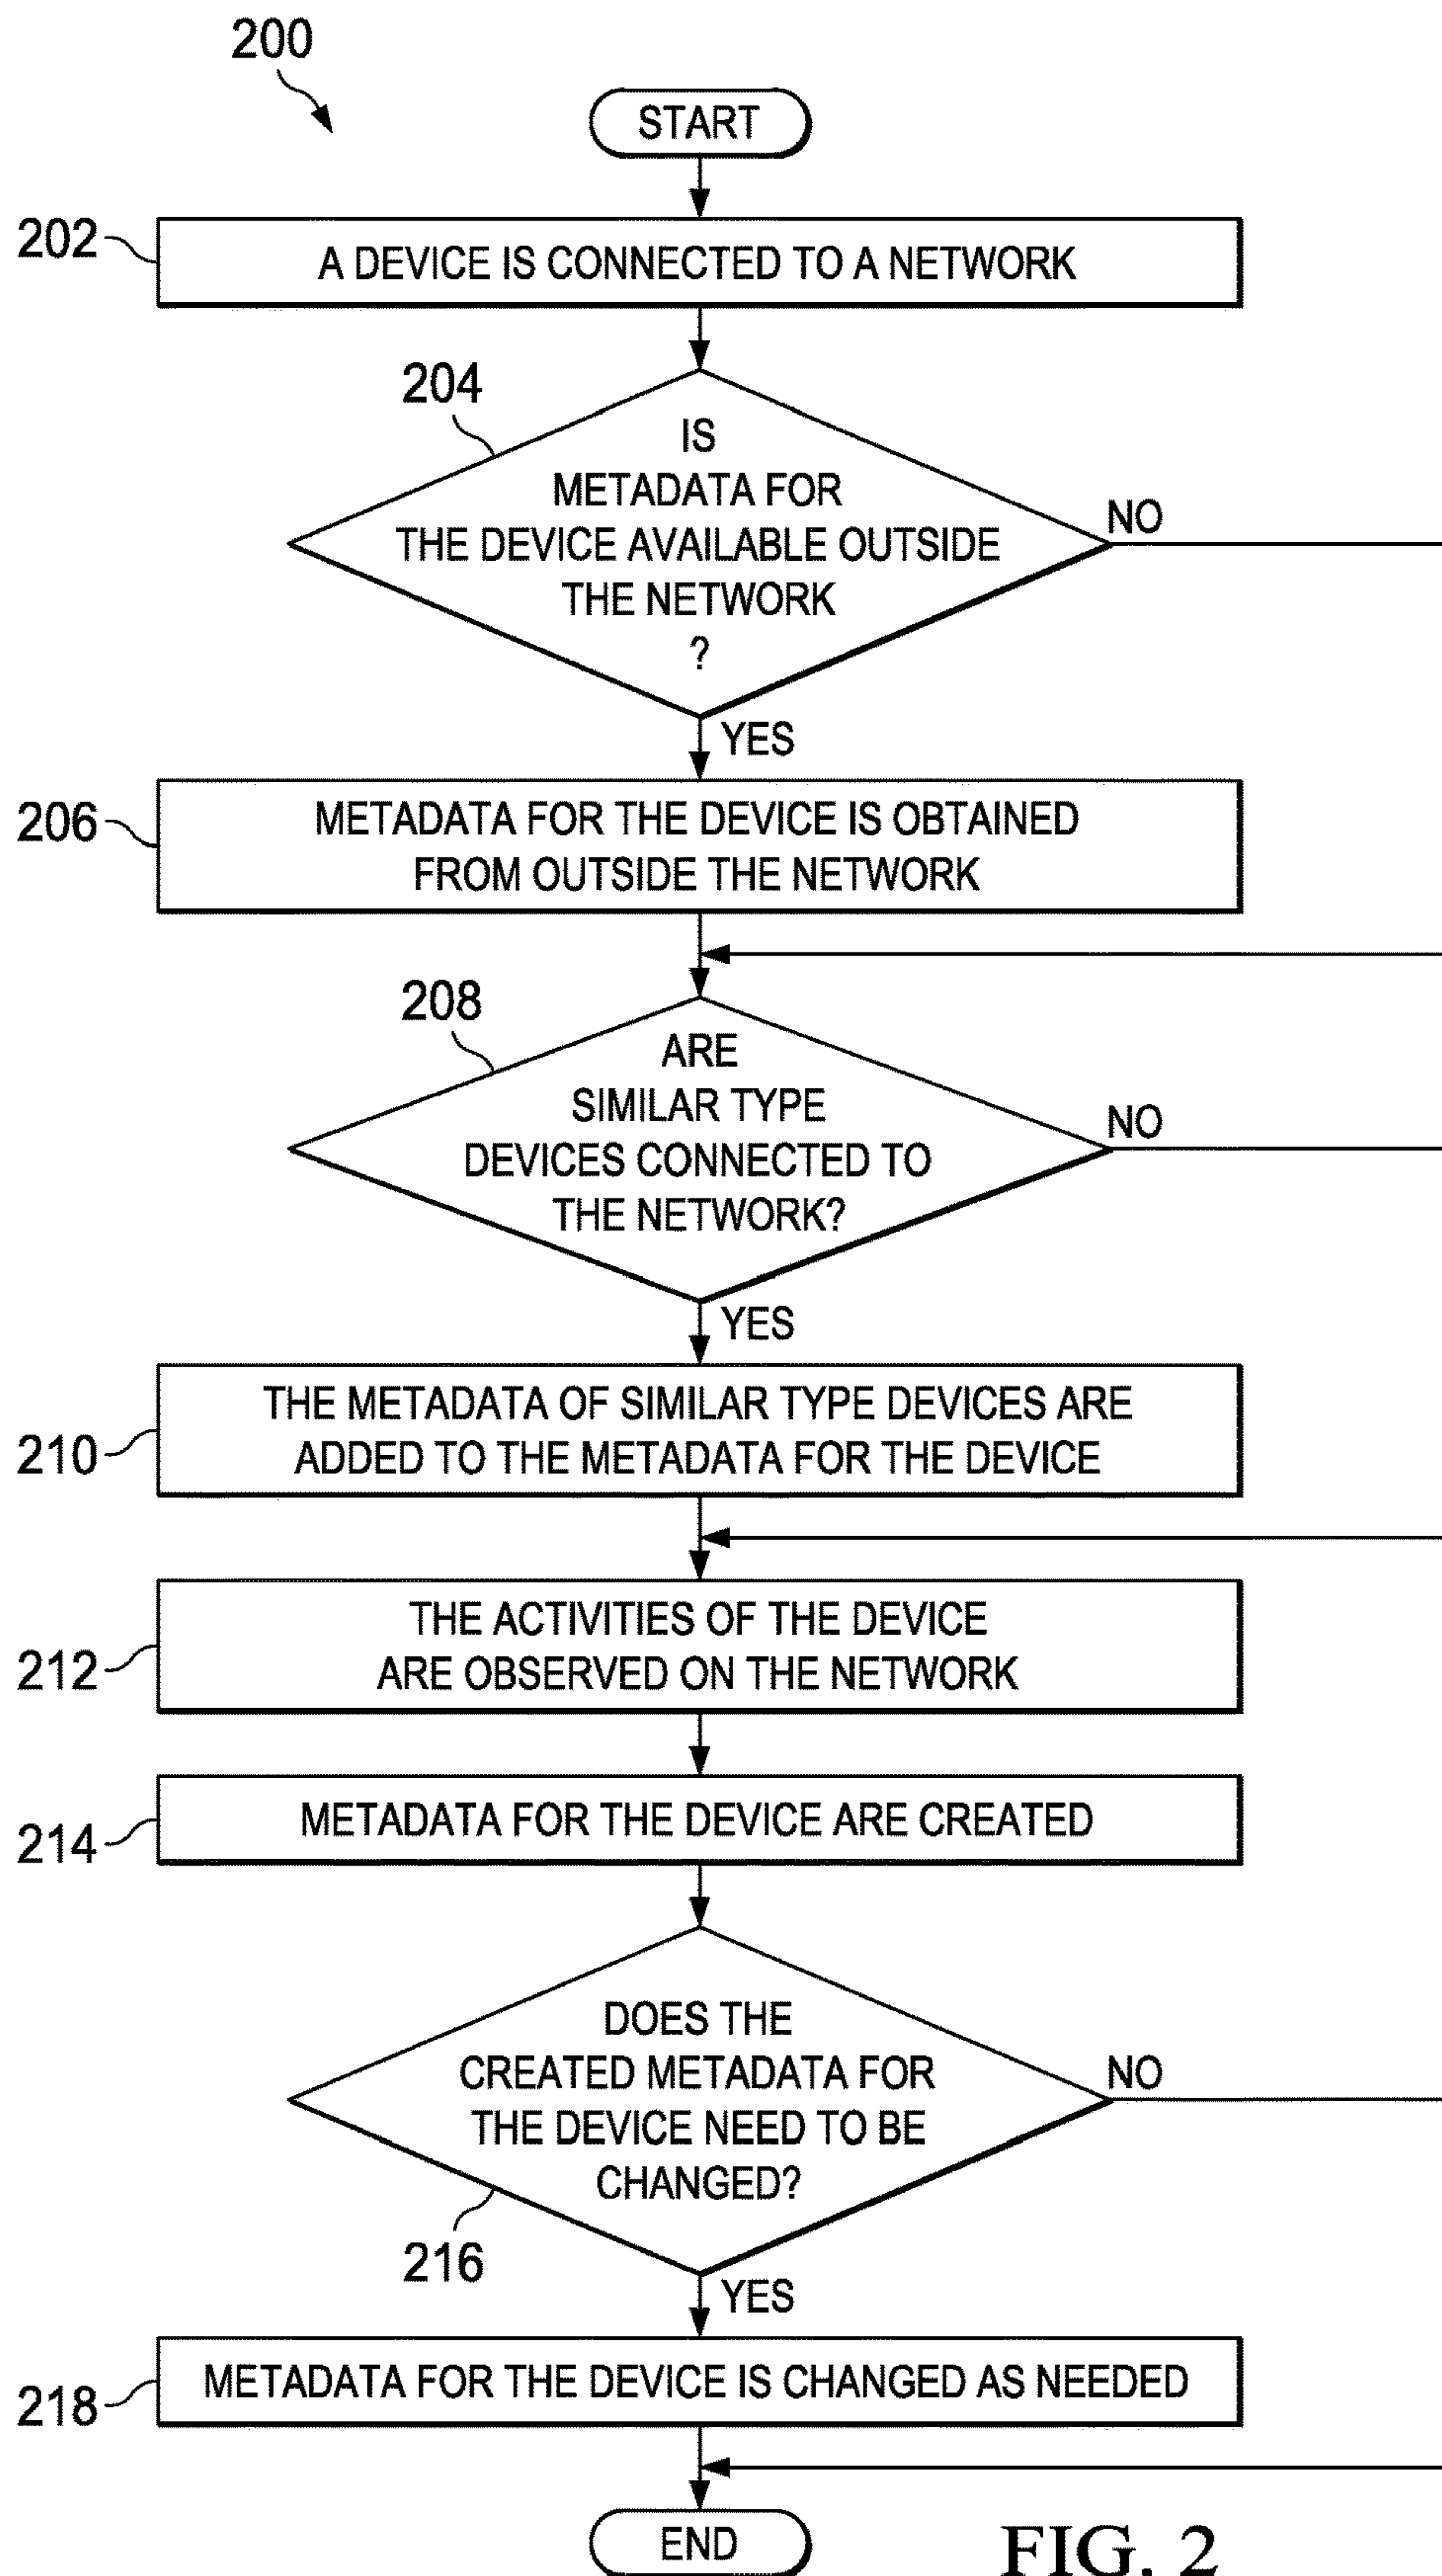 200
START
202
A DEVICE IS CONNECTED TO A NETWORK
204
IS
METADATA FOR
THE DEVICE AVAILABLE OUTSIDE
THE NETWORK
?
NO
YES
206
METADATA FOR THE DEVICE IS OBTAINED
FROM OUTSIDE THE NETWORK
208
ARE
SIMILAR TYPE
DEVICES CONNECTED TO
THE NETWORK?
NO
YES
210
THE METADATA OF SIMILAR TYPE DEVICES ARE
ADDED TO THE METADATA FOR THE DEVICE
212
THE ACTIVITIES OF THE DEVICE
ARE OBSERVED ON THE NETWORK
214
METADATA FOR THE DEVICE ARE CREATED
DOES THE
CREATED METADATA FOR
THE DEVICE NEED TO BE
CHANGED?
NO
216
YES
218
METADATA FOR THE DEVICE IS CHANGED AS NEEDED
END
FIG. 2